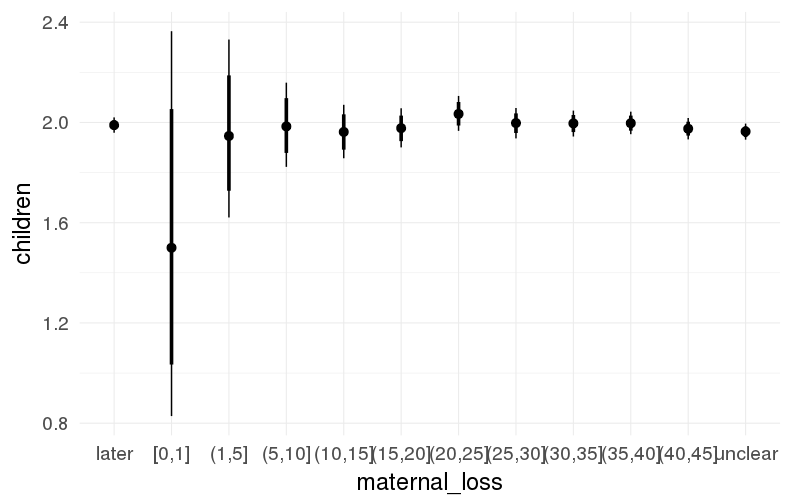 2.4
2.0
1.6
1.2
0.8
children
later [0,1] (1,5] (5,10] (10,15] (15,20] (20,25] (25,30] (30,35] (35,40] (40,45] unclear
maternal_loss